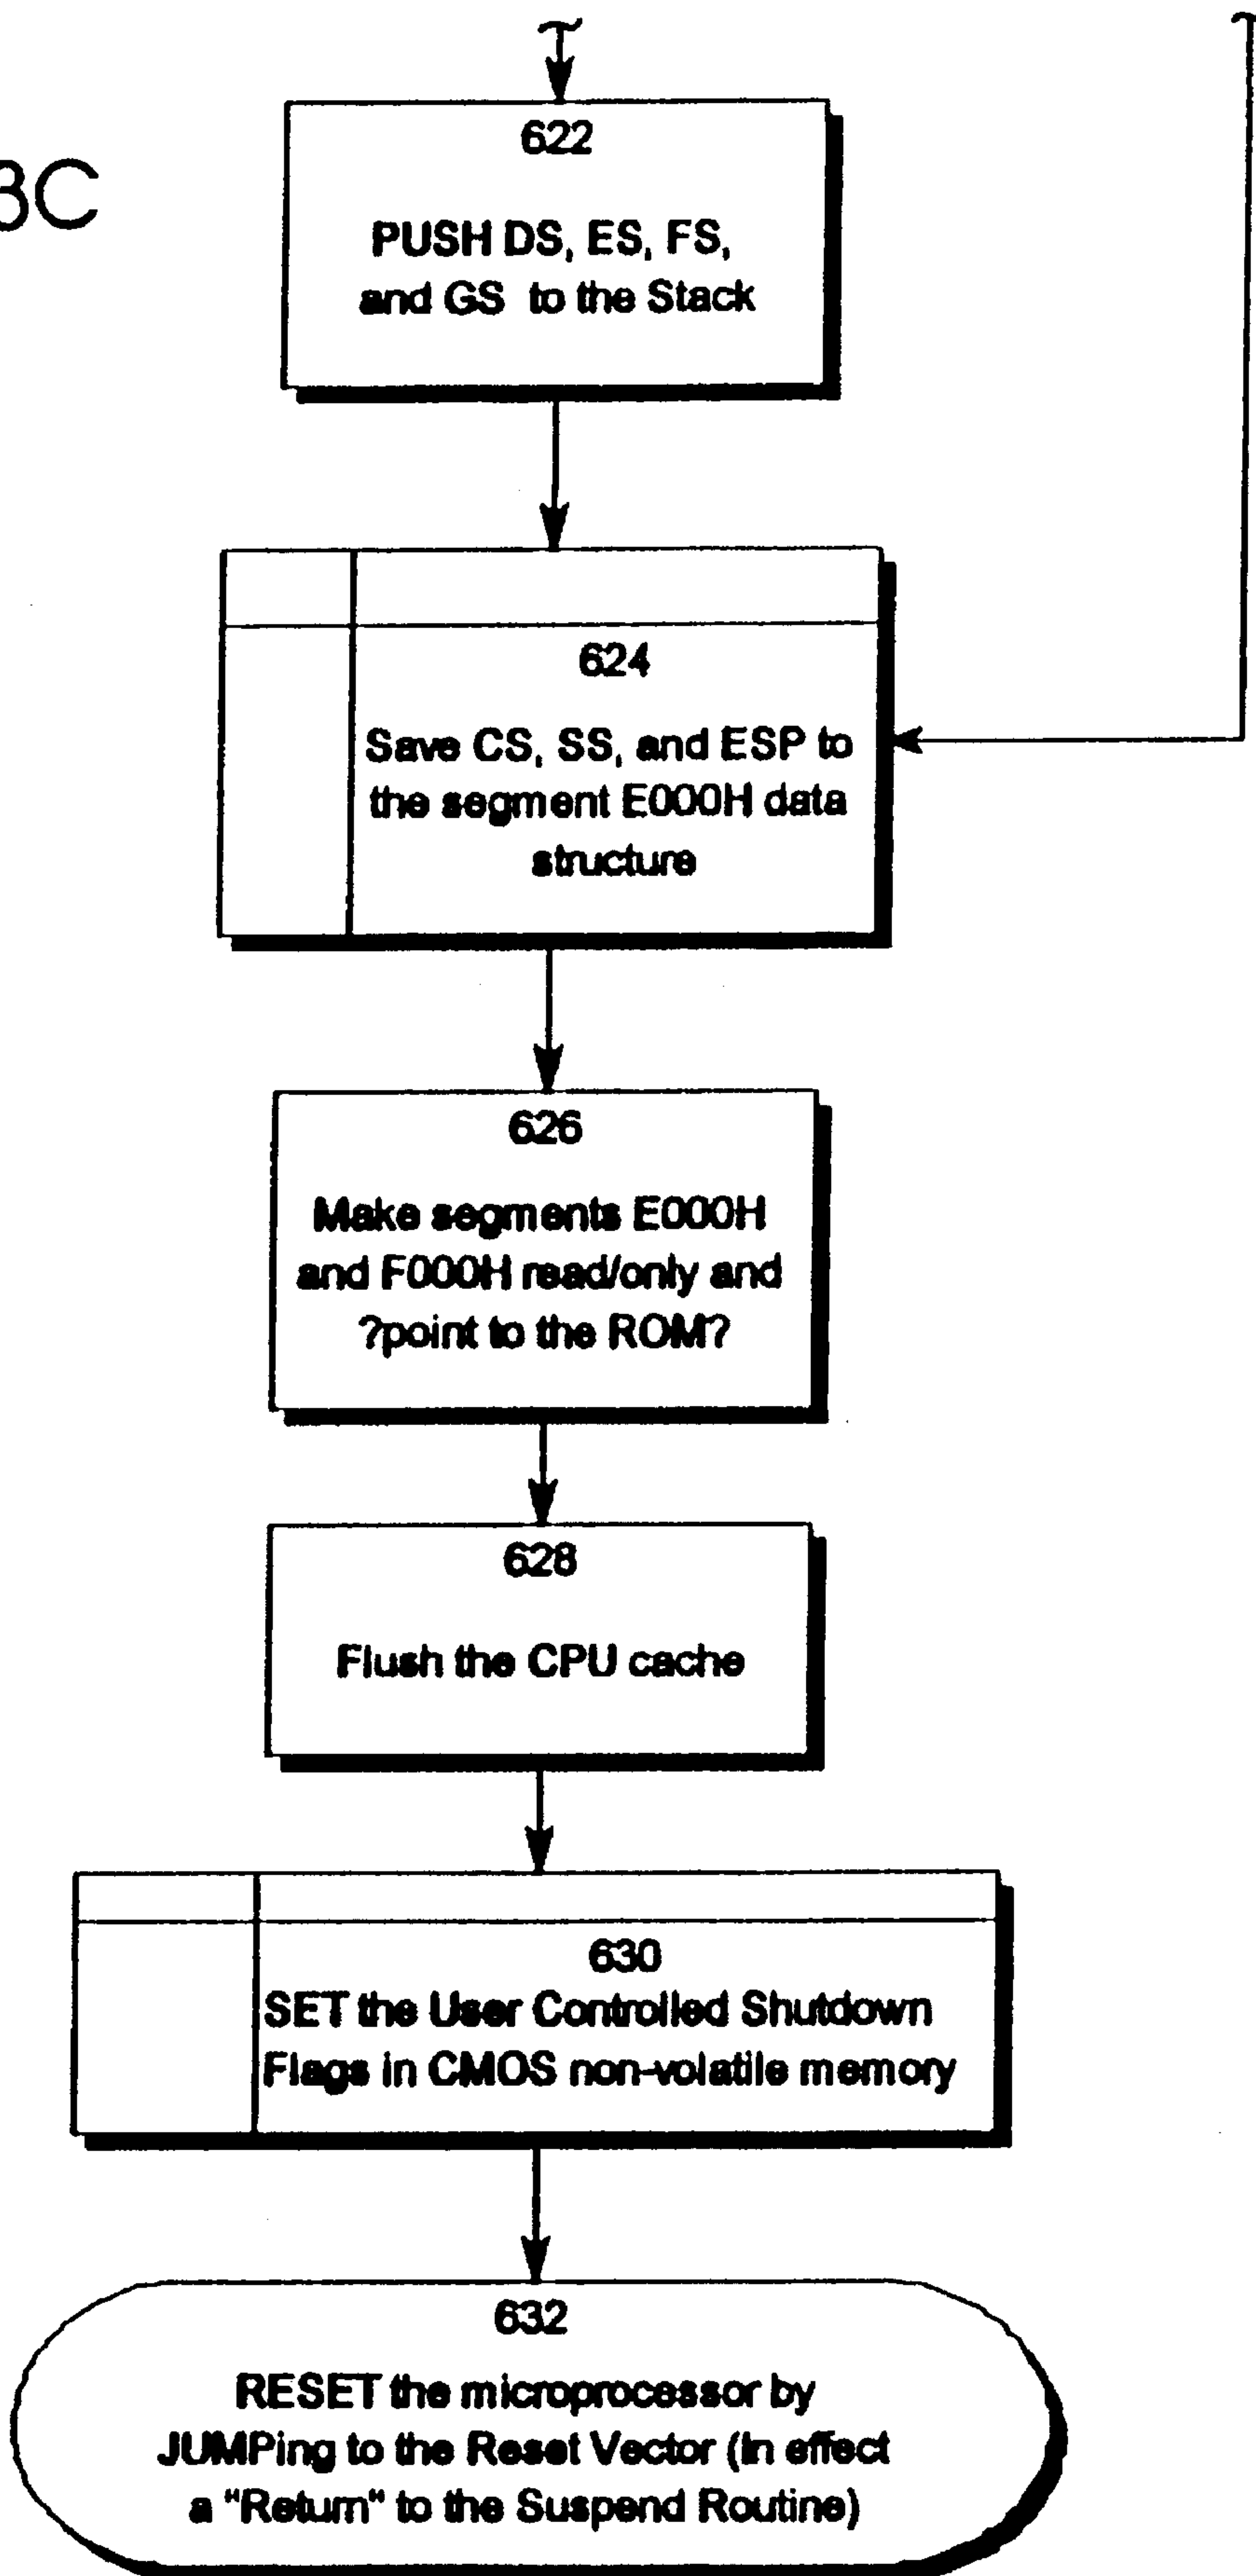 3C
622
PUSH DS, ES, FS,
and GS to the Stack
624
Save CS, SS, and ESP to
the segment E000H data
structure
626
Make segments E000H
and F000H read/only and
?point to the ROM?
628
Flush the CPU cache
630
SET the User Controlled Shutdown
Flags in CMOS non-volatile memory
632
RESET the microprocessor by
JUMPing to the Reset Vector (In effect
a "Return" to the Suspend Routine)